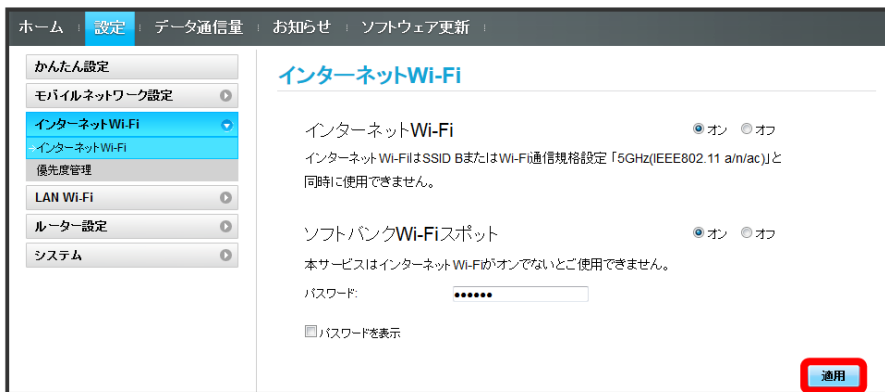 ホーム 設定 データ通信量 お知らせ ソフトウェア更新
かんたん設定
モバイルネットワーク設定
インターネットWi-Fi
インターネットWi-Fi
優先度管理
LAN Wi-Fi
ルーター設定
システム
インターネットWi-Fi
インターネットWi-Fi オン オフ
インターネットWi-FiはSSID BまたはWi-Fi通信規格設定「5GHz(IEEE802.11 a/n/ac)」と
同時に使用できません。
ソフトバンクWi-Fiスポット オン オフ
本サービスはインターネットWi-Fiがオンでないとご使用できません。
パスワード: ••••••
パスワードを表示
適用